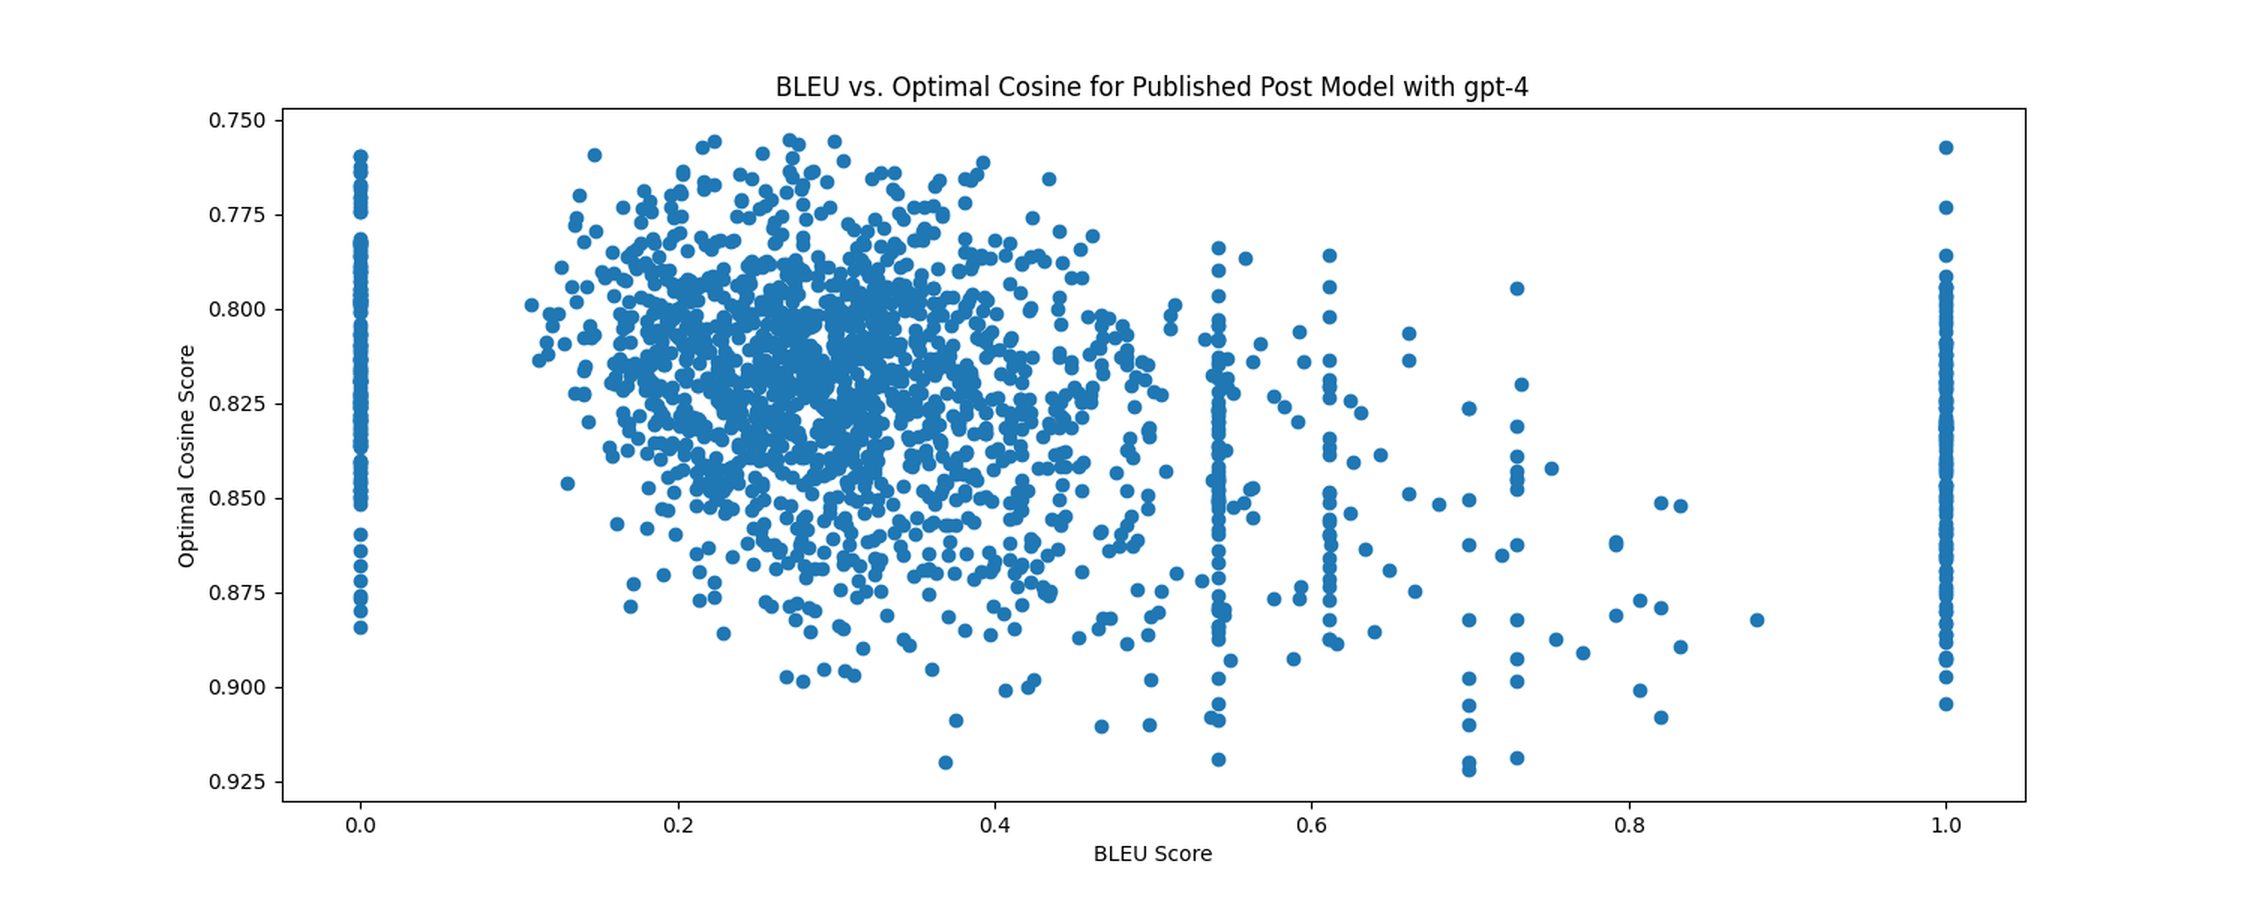 BLEU vs. Optimal Cosine for Published Post Model with gpt-4
0.750
0.775
0.800
0.825
0.850
0.875
0.900
0.925
Optimal Cosine Score
0.0 0.2 0.4 0.6 0.8 1.0
BLEU Score